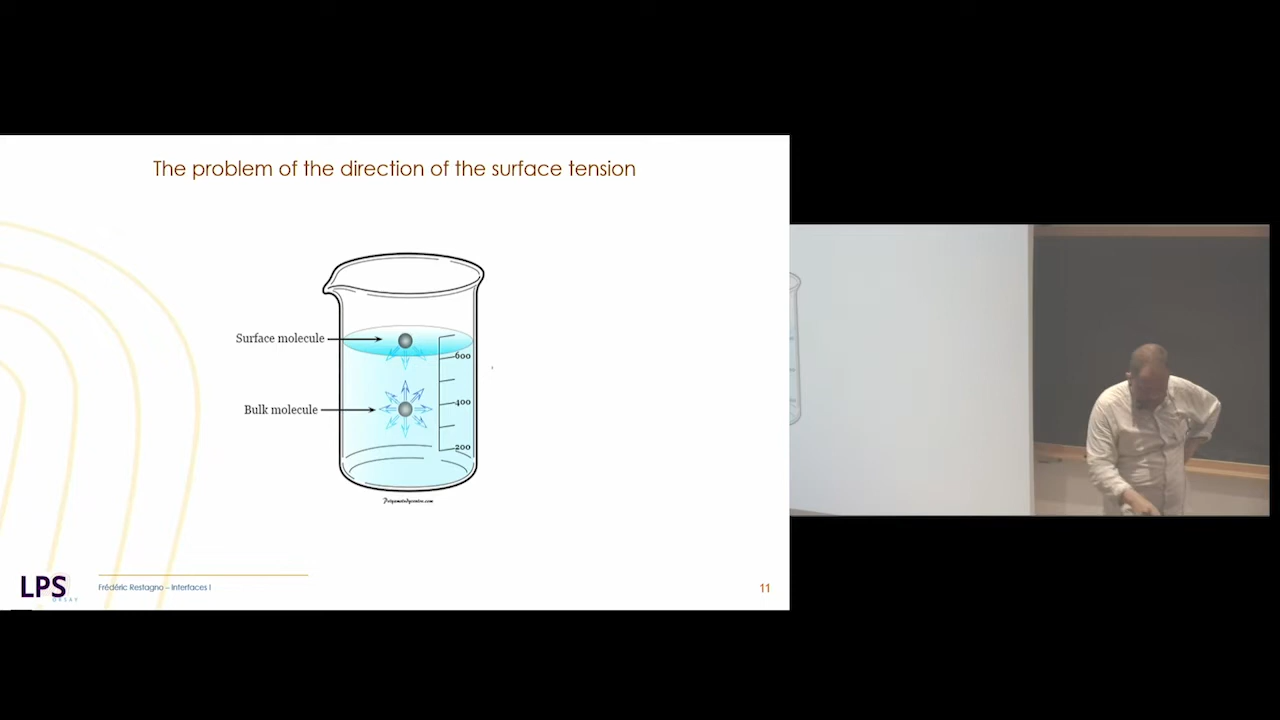 The problem of the direction of the surface tension
Surface molecule
600
Bulk molecule
400
200
LPS
ORSAY
Frédéric Restagno – Interfaces I
11